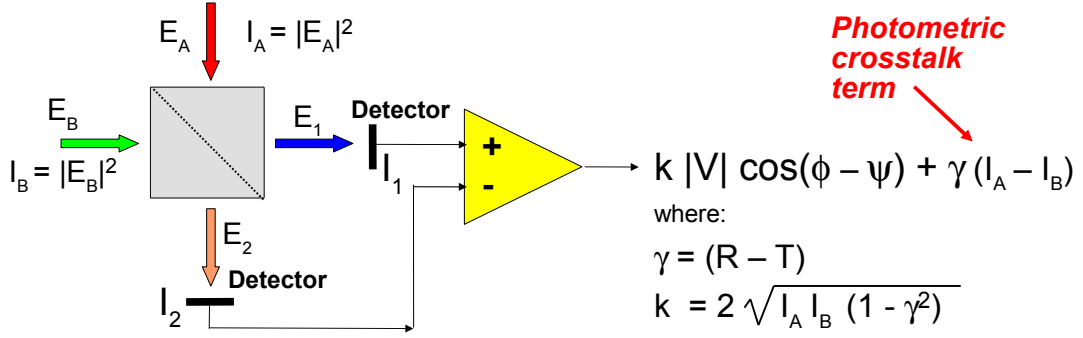 E_A I_A = |E_A|²
Photometric
crosstalk
term
E_B
I_B = |E_B|²
E_1
Detector
I_1
+
-
k |V| cos(ϕ – ψ) + γ (I_A – I_B)
where:
γ = (R – T)
k = 2 √ I_A I_B (1 - γ²)
E_2
Detector
I_2